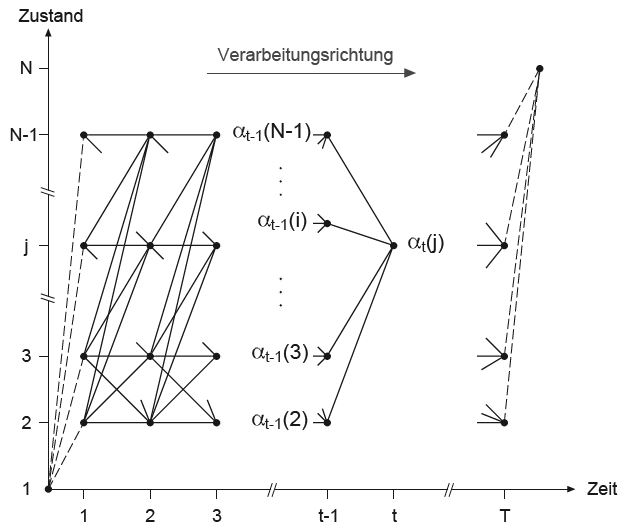 Zustand
N
Verarbeitungsrichtung
N-1
αt-1(N-1)
αt-1(i)
j
αt(j)
3
αt-1(3)
2
αt-1(2)
1
Zeit
1 2 3 t-1 t T